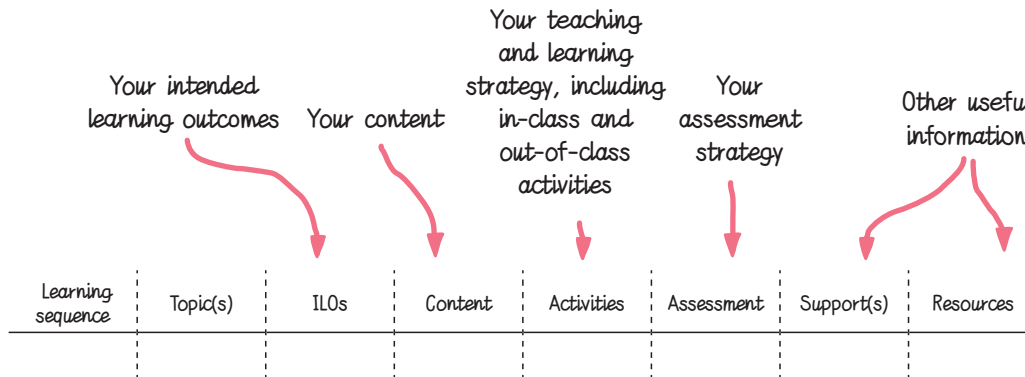 Your intended
learning outcomes
Your content
Your teaching
and learning
strategy, including
in-class and
out-of-class
activities
Your
assessment
strategy
Other useful
information
Learning
sequence
Topic(s)
ILOs
Content
Activities
Assessment
Support(s)
Resources